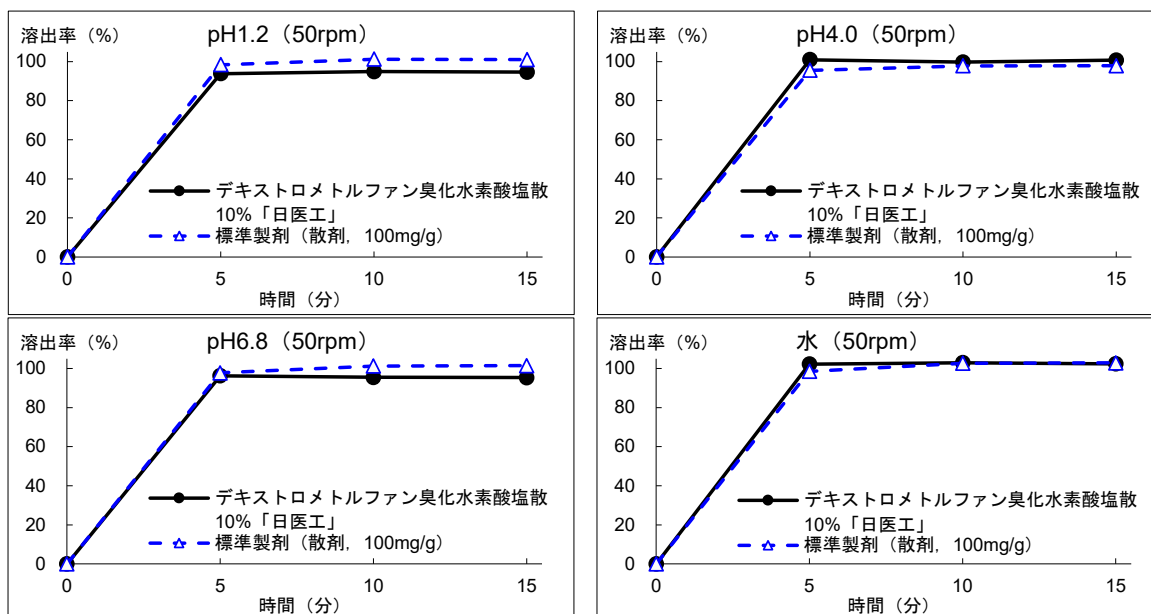 溶出率（%）
pH1.2（50rpm）
100
80
60
40
20
0
デキストロメトルファン臭化水素酸塩散
10%「日医工」
標準製剤（散剤，100mg/g）
0 5 10 15
時間（分）
溶出率（%）
pH4.0（50rpm）
100
80
60
40
20
0
デキストロメトルファン臭化水素酸塩散
10%「日医工」
標準製剤（散剤，100mg/g）
0 5 10 15
時間（分）
溶出率（%）
pH6.8（50rpm）
100
80
60
40
20
0
デキストロメトルファン臭化水素酸塩散
10%「日医工」
標準製剤（散剤，100mg/g）
0 5 10 15
時間（分）
溶出率（%）
水（50rpm）
100
80
60
40
20
0
デキストロメトルファン臭化水素酸塩散
10%「日医工」
標準製剤（散剤，100mg/g）
0 5 10 15
時間（分）